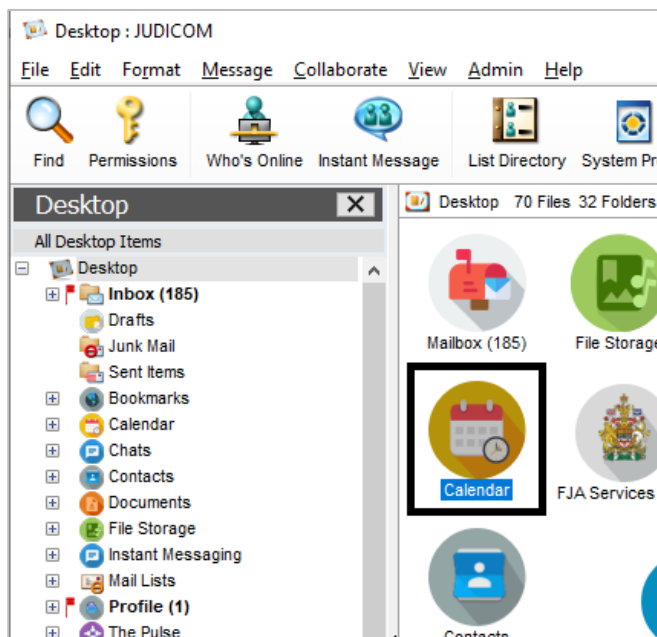 Desktop : JUDICOM
File Edit Format Message Collaborate View Admin Help
Find Permissions Who's Online Instant Message List Directory System Pr
Desktop
All Desktop Items
Desktop
Inbox (185)
Drafts
Junk Mail
Sent Items
Bookmarks
Calendar
Chats
Contacts
Documents
File Storage
Instant Messaging
Mail Lists
Profile (1)
The Pulse
Desktop 70 Files 32 Folders
Mailbox (185) File Storage
Calendar FJA Services
Contacts